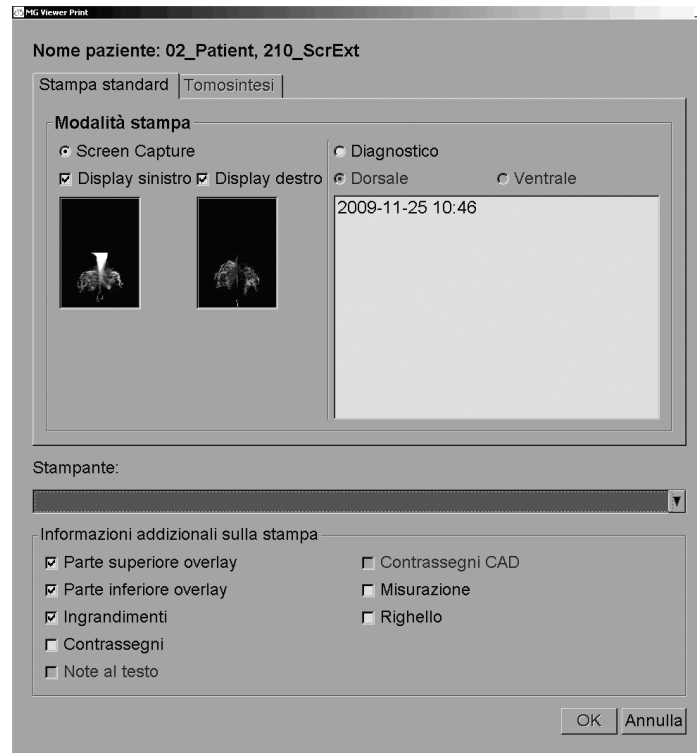 MG Viewer Print
Nome paziente: 02_Patient, 210_ScrExt
Stampa standard Tomosintesi
Modalità stampa
Screen Capture
Display sinistro Display destro
Diagnostico
Dorsale Ventrale
2009-11-25 10:46
Stampante:
Informazioni addizionali sulla stampa
Parte superiore overlay
Parte inferiore overlay
Ingrandimenti
Contrassegni
Note al testo
Contrassegni CAD
Misurazione
Righello
OK Annulla